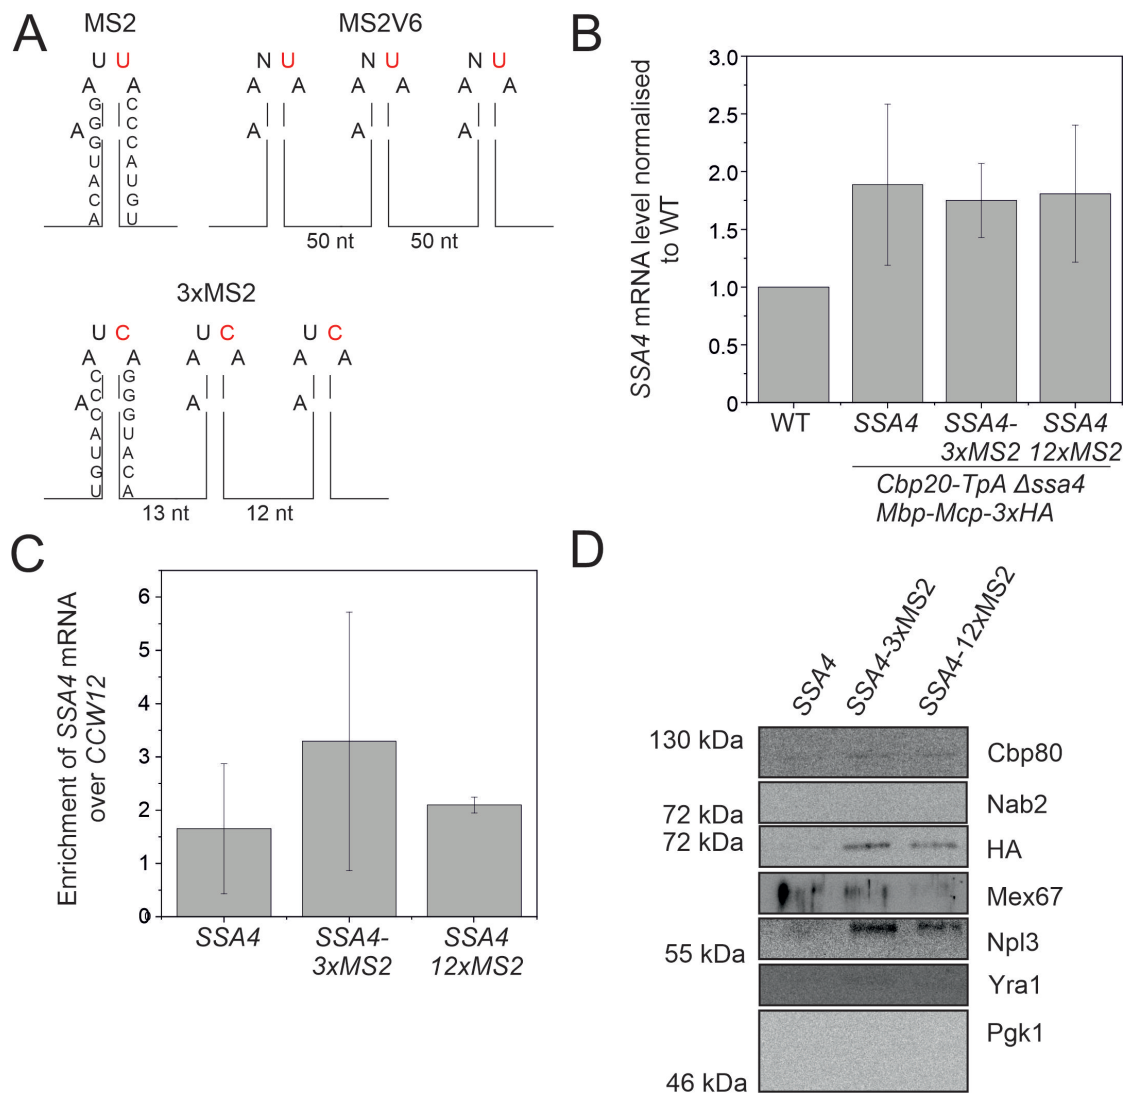 A
MS2
MS2V6
U U
A A
G C
G C
A
G C
U A
A U
C G
A U
N U
A A
A
N U
A A
A
N U
A A
A
50 nt
50 nt
3xMS2
U C
A A
C G
C G
A
C G
A U
U A
G C
U A
U C
A A
A
U C
A A
A
13 nt
12 nt
B
SSA4 mRNA level normalised
to WT
3.0
2.5
2.0
1.5
1.0
0.5
0
WT
SSA4
SSA4-
3xMS2
SSA4
12xMS2
Cbp20-TpA Δssa4
Mbp-Mcp-3xHA
C
Enrichment of SSA4 mRNA
over CCW12
6
5
4
3
2
1
0
SSA4
SSA4-
3xMS2
SSA4
12xMS2
D
SSA4
SSA4-3xMS2
SSA4-12xMS2
130 kDa
Cbp80
72 kDa
Nab2
72 kDa
HA
Mex67
55 kDa
Npl3
Yra1
Pgk1
46 kDa